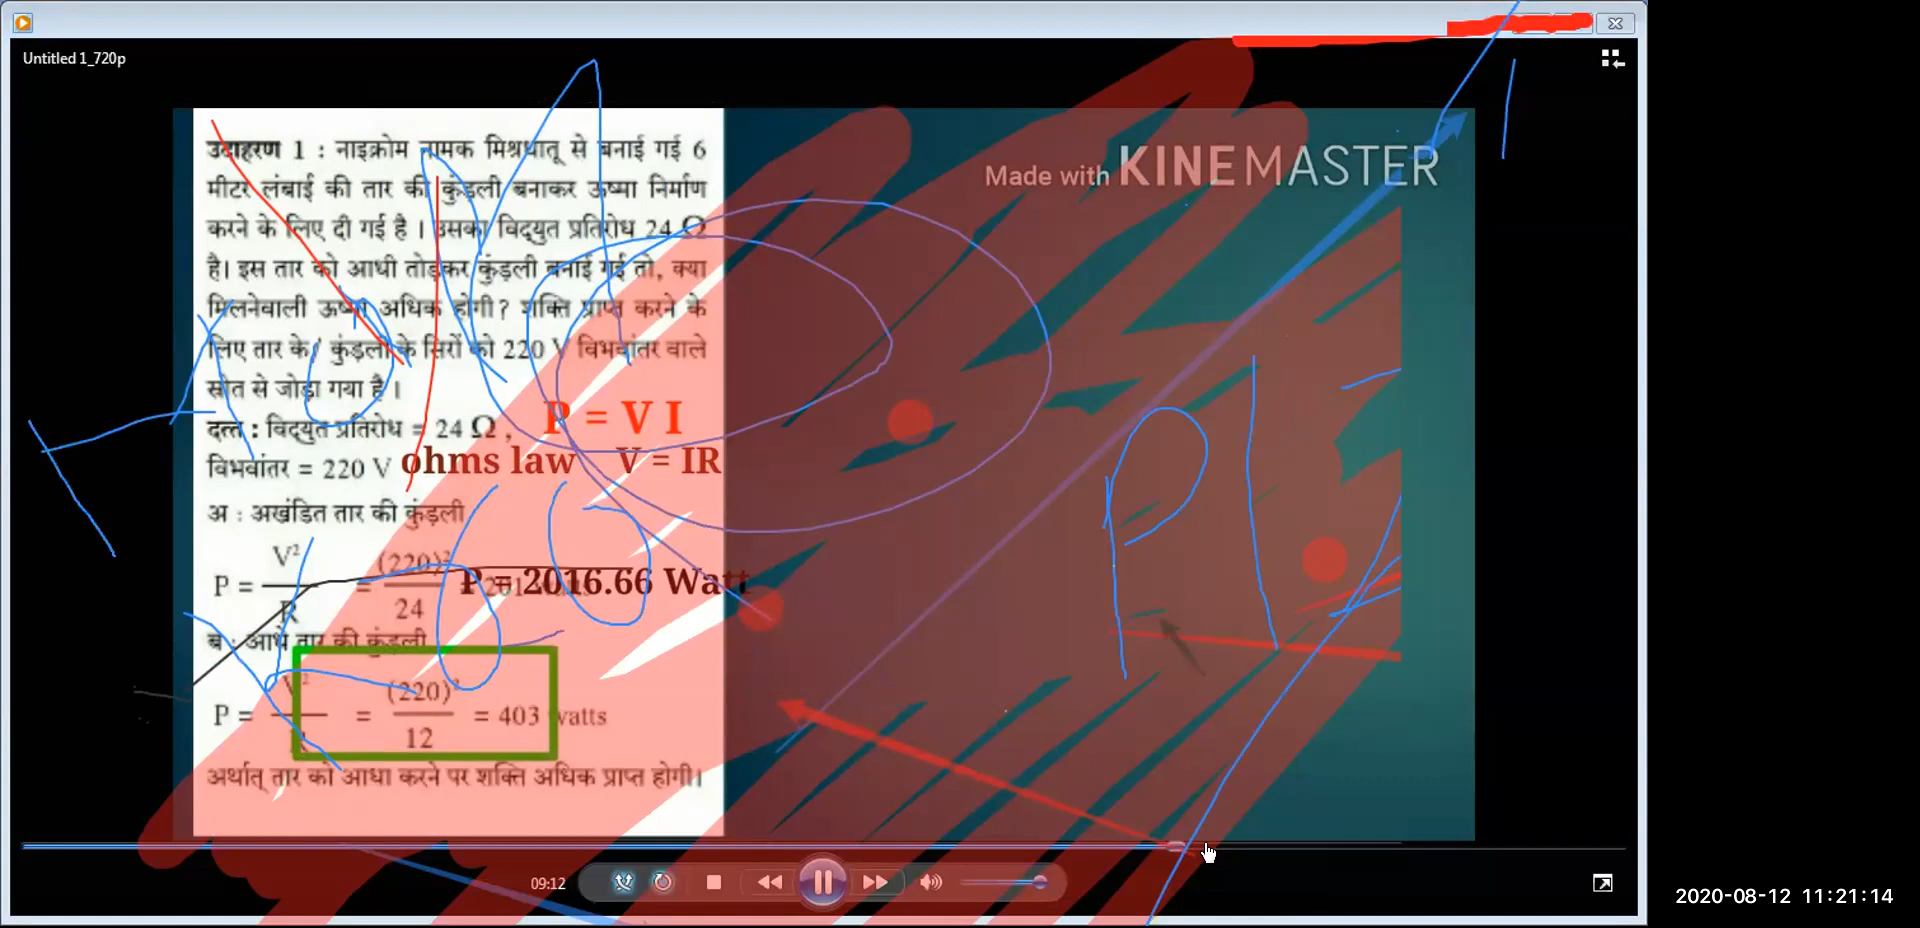 Untitled 1_720p
Made with KINEMASTER
उदाहरण 1 : नाइक्रोम नामक मिश्रधातू से बनाई गई 6
मीटर लंबाई की तार की कुंडली बनाकर ऊष्मा निर्माण
करने के लिए दी गई है । उसका विद्युत प्रतिरोध 24 Ω
है। इस तार को आधी तोड़कर कुंड़ली बनाई गई तो, क्या
मिलनेवाली ऊष्मा अधिक होगी? शक्ति प्राप्त करने के
लिए तार के/ कुंड़ली के सिरों को 220 V विभवांतर वाले
स्रोत से जोड़ा गया है ।
दत्त : विद्युत प्रतिरोध = 24 Ω ,
P = V I
विभवांतर = 220 V
ohms law V = IR
अ : अखंडित तार की कुंड़ली
P = V² / R = (220)² / 24
P = 2016.66 Watt
ब : आधे तार की कुंड़ली
P = V² / R = (220)² / 12 = 403 watts
अर्थात् तार को आधा करने पर शक्ति अधिक प्राप्त होगी।
09:12
2020-08-12 11:21:14